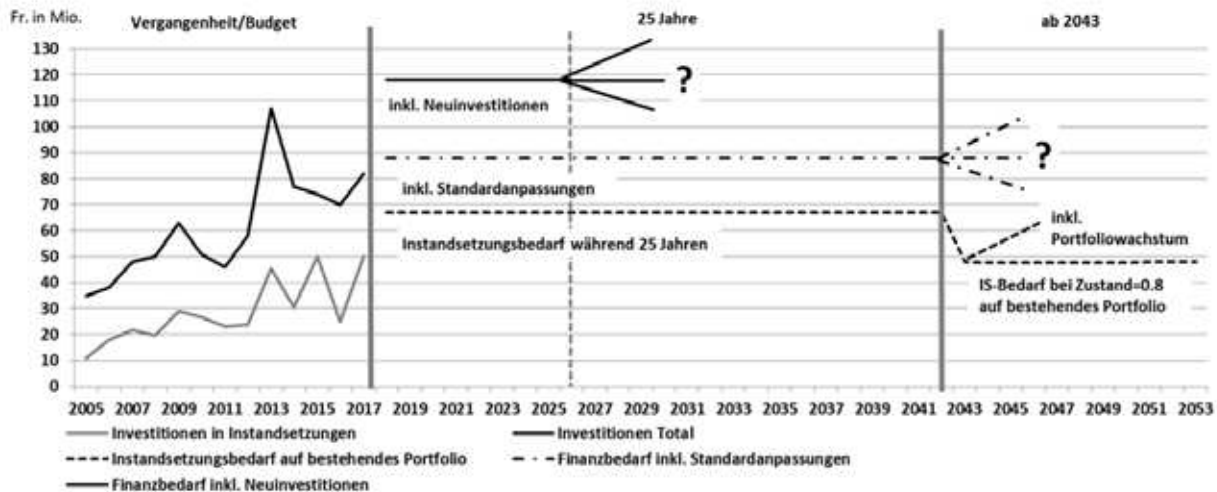 Fr. in Mio.
Vergangenheit/Budget
25 Jahre
ab 2043
130
120
110
100
90
80
70
60
50
40
30
20
10
0
inkl. Neuinvestitionen
?
inkl. Standardanpassungen
?
Instandsetzungsbedarf während 25 Jahren
inkl.
Portfoliowachstum
IS-Bedarf bei Zustand=0.8
auf bestehendes Portfolio
2005 2007 2009 2011 2013 2015 2017 2019 2021 2023 2025 2027 2029 2031 2033 2035 2037 2039 2041 2043 2045 2047 2049 2051 2053
Investitionen in Instandsetzungen
Investitionen Total
Instandsetzungsbedarf auf bestehendes Portfolio
Finanzbedarf inkl. Standardanpassungen
Finanzbedarf inkl. Neuinvestitionen